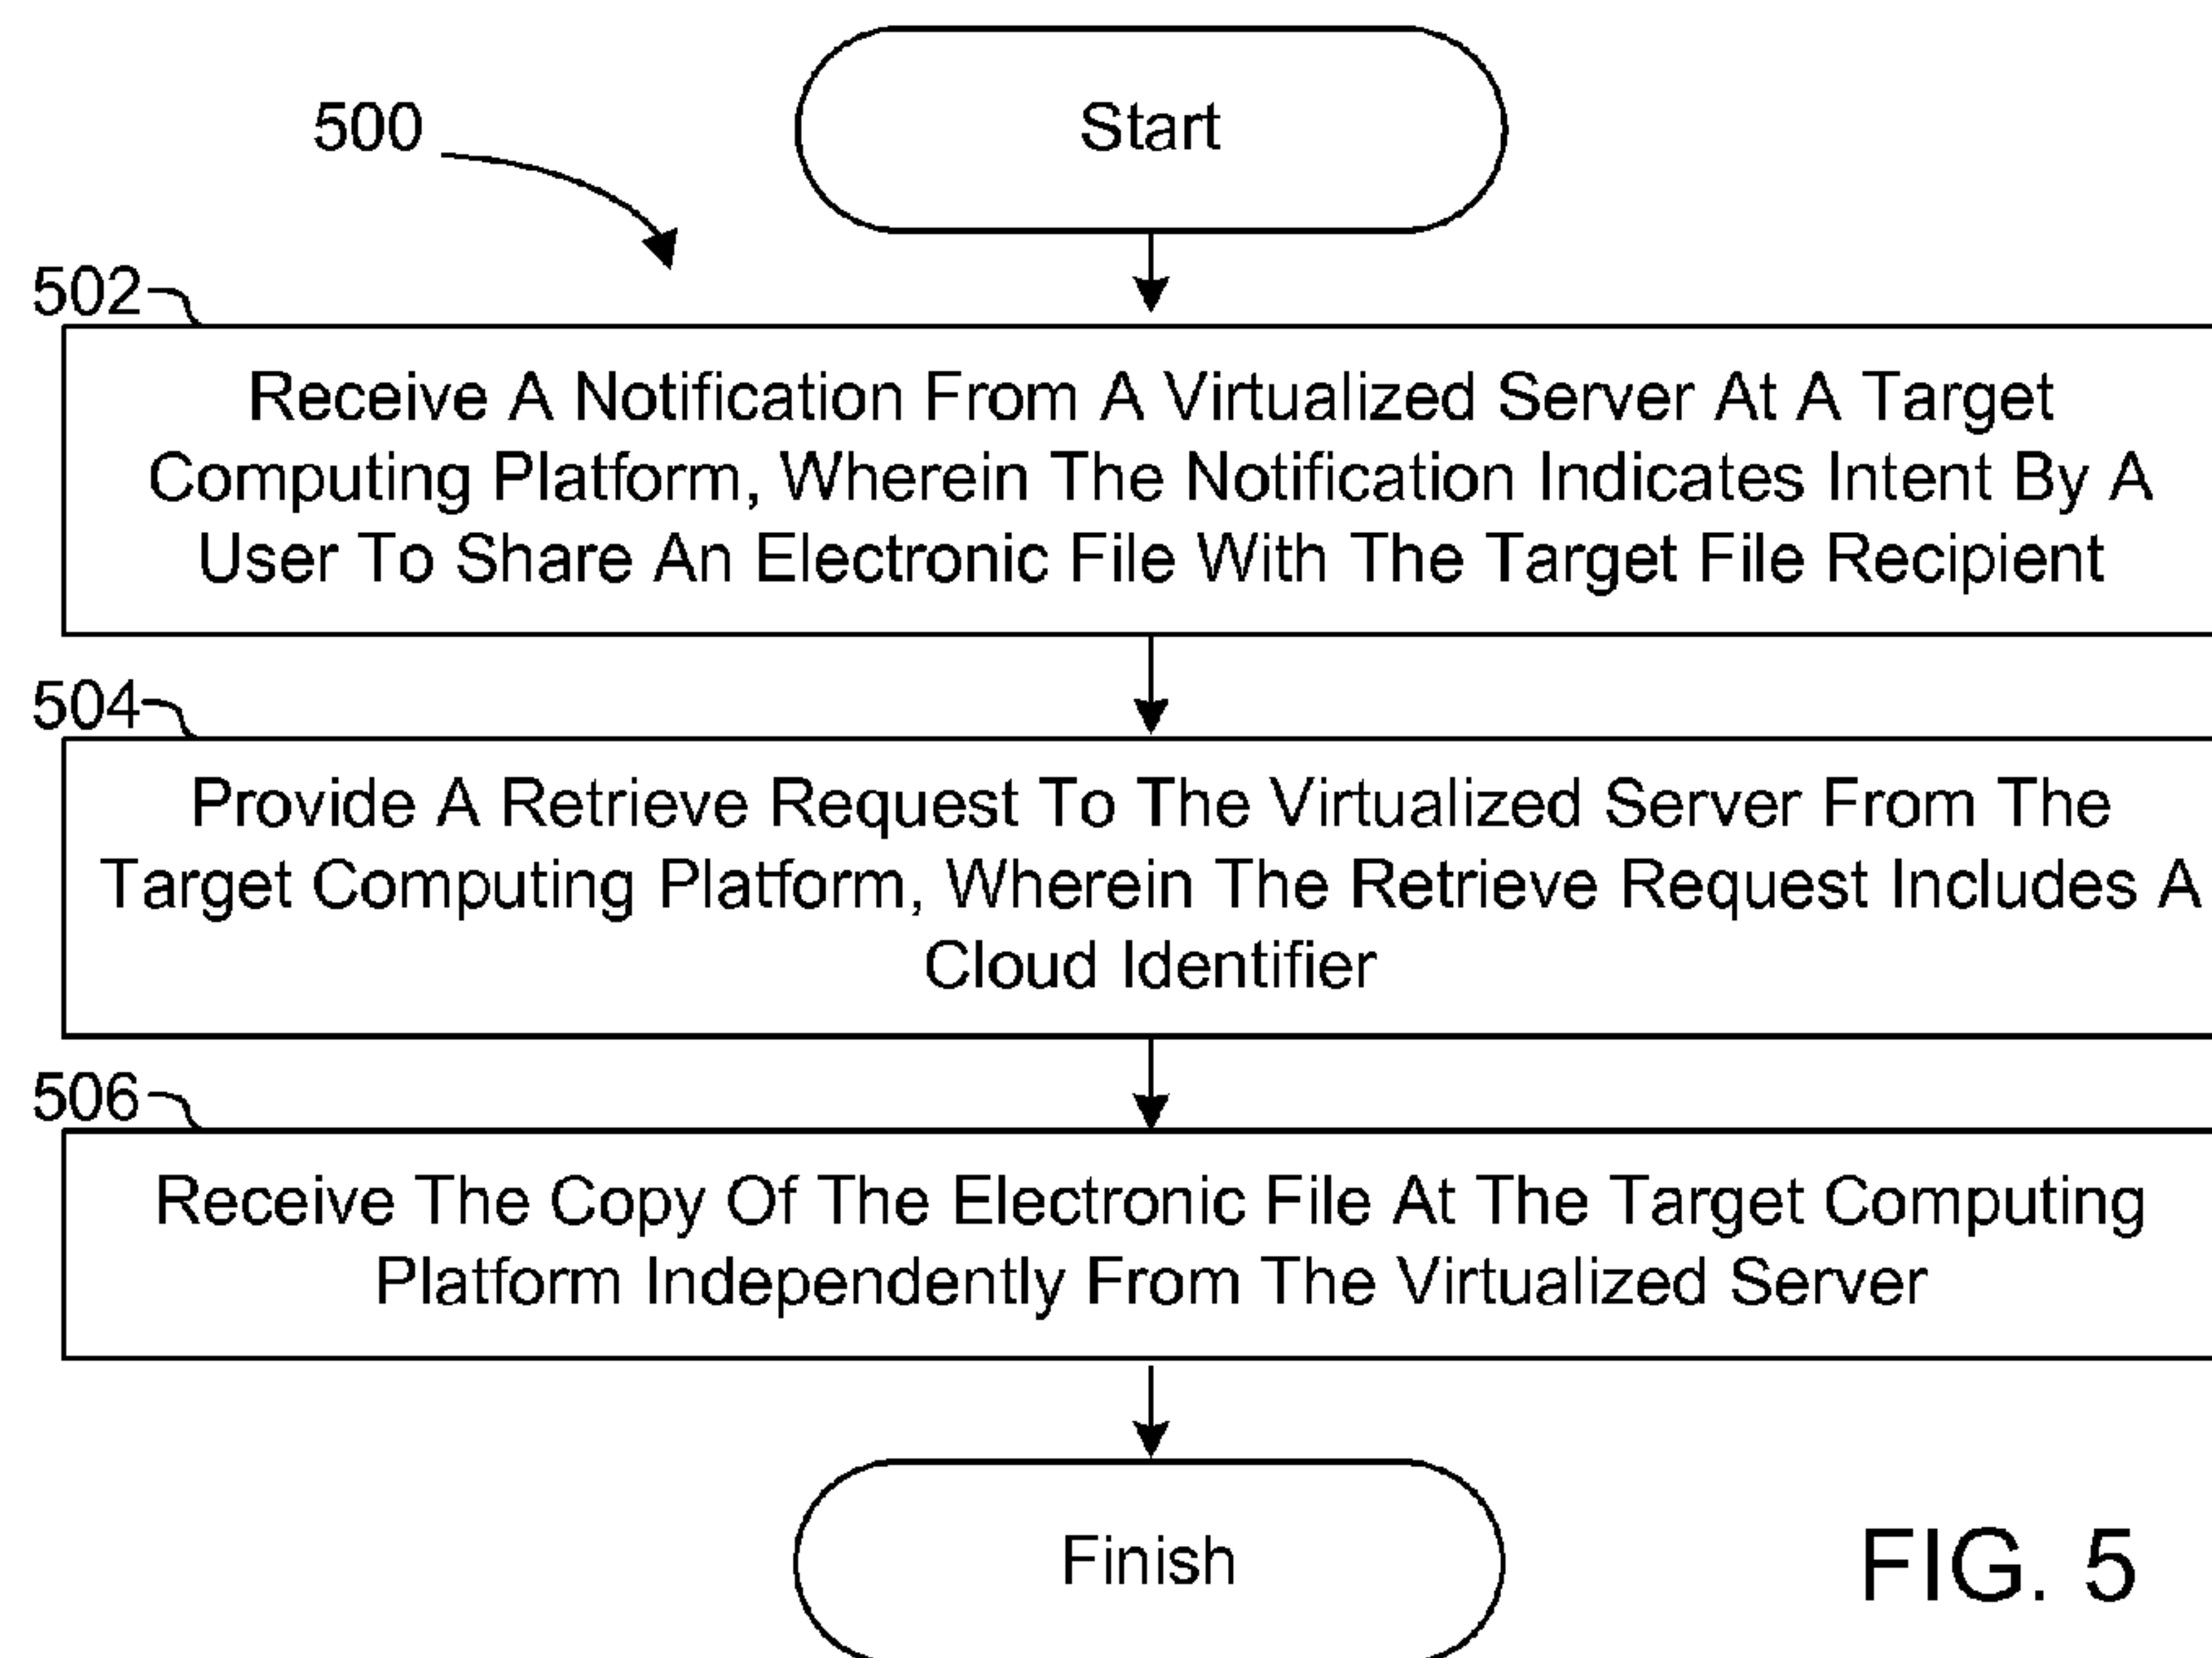 Start
500
502
Receive A Notification From A Virtualized Server At A Target
Computing Platform, Wherein The Notification Indicates Intent By A
User To Share An Electronic File With The Target File Recipient
504
Provide A Retrieve Request To The Virtualized Server From The
Target Computing Platform, Wherein The Retrieve Request Includes A
Cloud Identifier
506
Receive The Copy Of The Electronic File At The Target Computing
Platform Independently From The Virtualized Server
Finish
FIG. 5